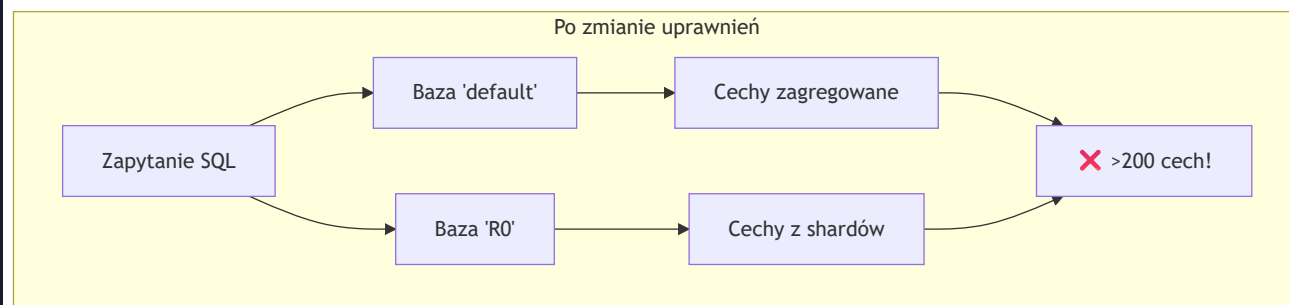 Po zmianie uprawnień
Baza 'default'
Cechy zagregowane
Zapytanie SQL
❌ >200 cech!
Baza 'R0'
Cechy z shardów